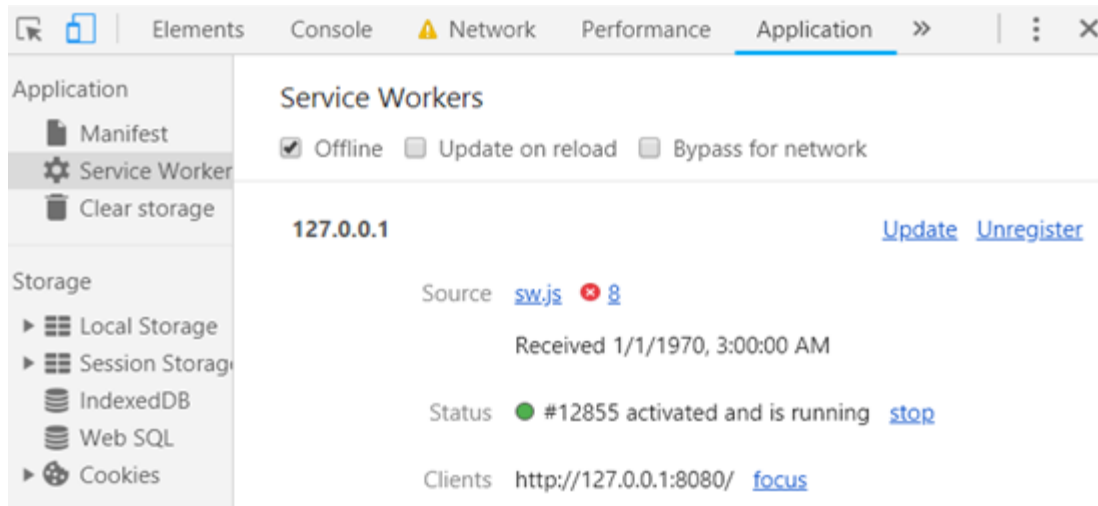 Elements Console Network Performance Application »
Application
Manifest
Service Worker
Clear storage
Storage
Local Storage
Session Storag
IndexedDB
Web SQL
Cookies
Service Workers
Offline Update on reload Bypass for network
127.0.0.1 Update Unregister
Source sw.js 8
Received 1/1/1970, 3:00:00 AM
Status #12855 activated and is running stop
Clients http://127.0.0.1:8080/ focus